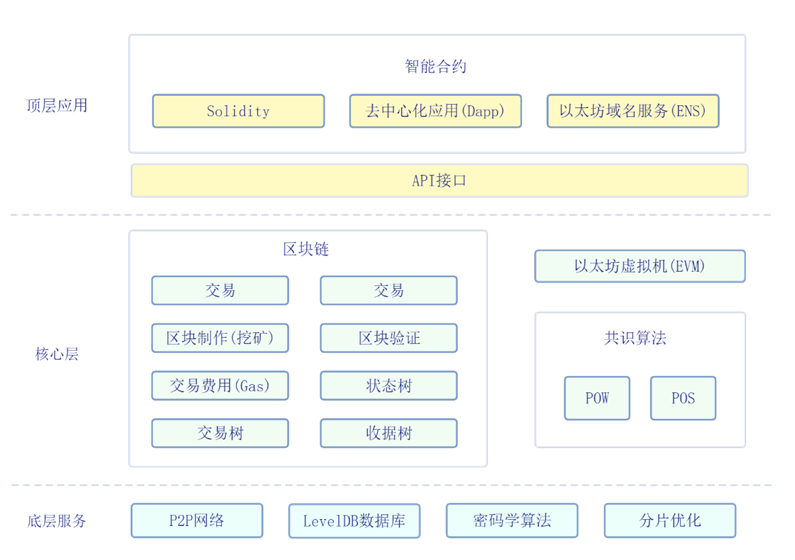 智能合约
顶层应用
Solidity 去中心化应用(Dapp) 以太坊域名服务(ENS)
API接口
区块链
以太坊虚拟机(EVM)
交易 交易
区块制作(挖矿) 区块验证
共识算法
核心层
交易费用(Gas) 状态树
POW POS
交易树 收据树
底层服务 P2P网络 LevelDB数据库 密码学算法 分片优化